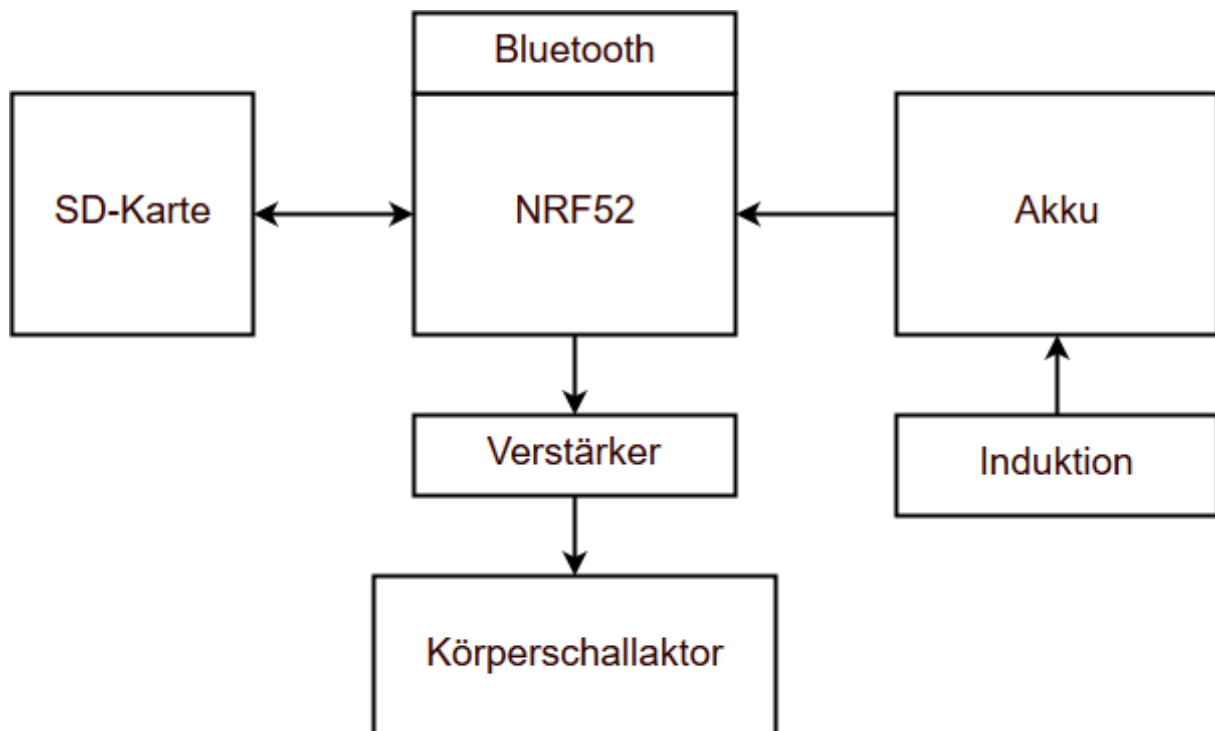 Bluetooth
SD-Karte
NRF52
Akku
Verstärker
Induktion
Körperschallaktor